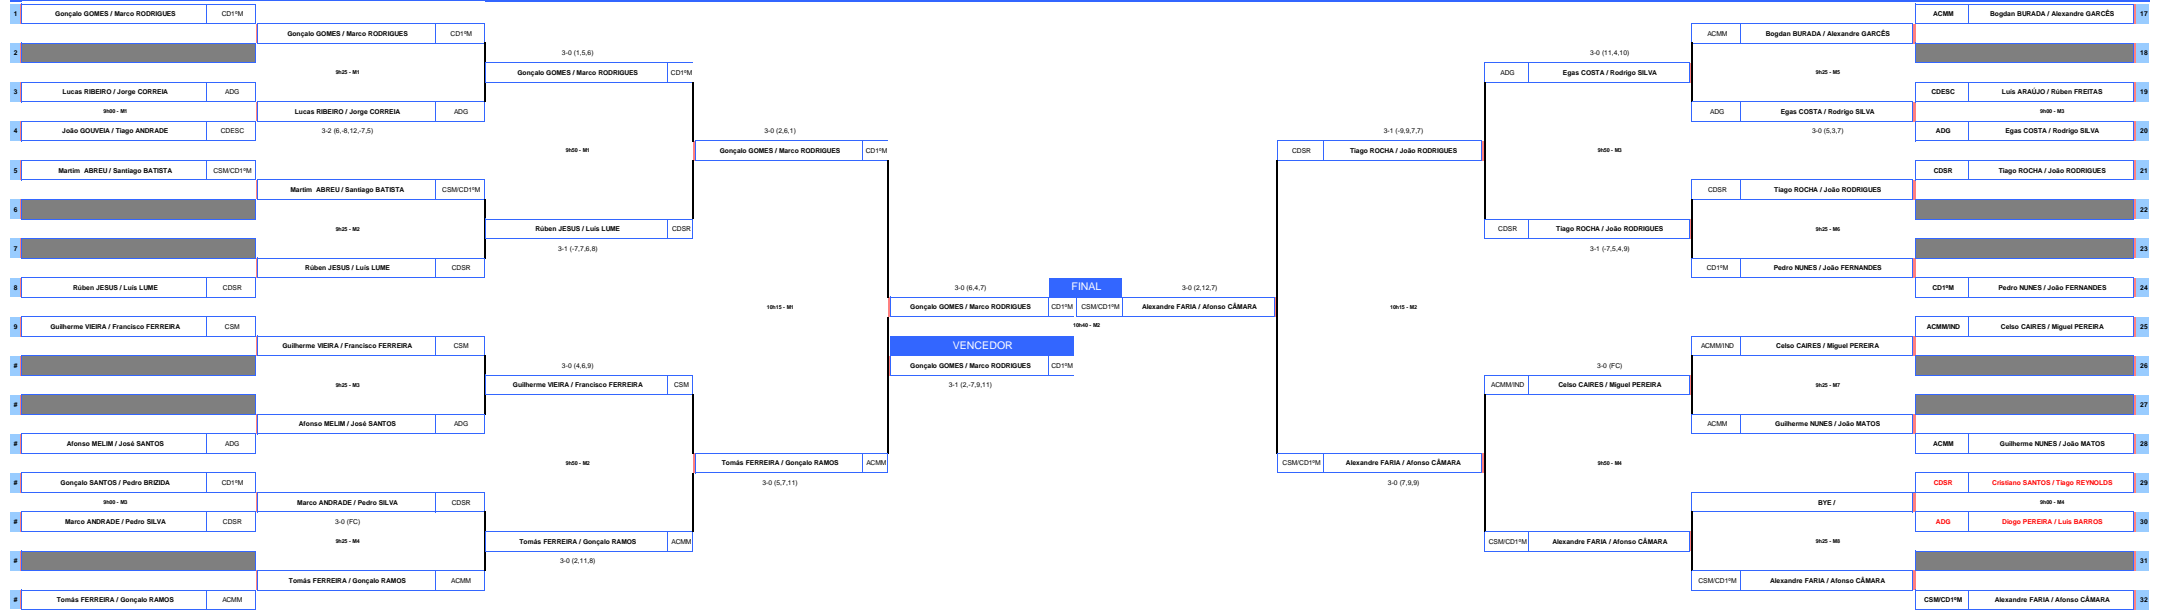 1 Gonçalo GOMES / Marco RODRIGUES CD1ºM
Gonçalo GOMES / Marco RODRIGUES CD1ºM
2
3-0 (1,5,6)
9h25 - M1
Gonçalo GOMES / Marco RODRIGUES CD1ºM
3 Lucas RIBEIRO / Jorge CORREIA ADG
9h00 - M1
Lucas RIBEIRO / Jorge CORREIA ADG
4 João GOUVEIA / Tiago ANDRADE CDESC
3-2 (6,-8,12,-7,5)
3-0 (2,6,1)
9h50 - M1
Gonçalo GOMES / Marco RODRIGUES CD1ºM
5 Martim ABREU / Santiago BATISTA CSM/CD1ºM
Martim ABREU / Santiago BATISTA CSM/CD1ºM
6
9h25 - M2
Rúben JESUS / Luís LUME CDSR
7
3-1 (-7,7,6,8)
Rúben JESUS / Luís LUME CDSR
8 Rúben JESUS / Luís LUME CDSR
10h15 - M1
9 Guilherme VIEIRA / Francisco FERREIRA CSM
Guilherme VIEIRA / Francisco FERREIRA CSM
#
3-0 (4,6,9)
9h25 - M3
Guilherme VIEIRA / Francisco FERREIRA CSM
#
Afonso MELIM / José SANTOS ADG
# Afonso MELIM / José SANTOS ADG
9h50 - M2
Tomás FERREIRA / Gonçalo RAMOS ACMM
3-0 (5,7,11)
# Gonçalo SANTOS / Pedro BRIZIDA CD1ºM
9h00 - M3
Marco ANDRADE / Pedro SILVA CDSR
# Marco ANDRADE / Pedro SILVA CDSR
3-0 (FC)
9h25 - M4
Tomás FERREIRA / Gonçalo RAMOS ACMM
#
3-0 (2,11,8)
Tomás FERREIRA / Gonçalo RAMOS ACMM
# Tomás FERREIRA / Gonçalo RAMOS ACMM
3-0 (6,4,7)
FINAL
3-0 (2,12,7)
Gonçalo GOMES / Marco RODRIGUES CD1ºM
CSM/CD1ºM Alexandre FARIA / Afonso CÂMARA
10h40 - M2
VENCEDOR
Gonçalo GOMES / Marco RODRIGUES CD1ºM
3-1 (2,-7,9,11)
ACMM Bogdan BURADA / Alexandre GARCÊS 17
ACMM Bogdan BURADA / Alexandre GARCÊS
18
3-0 (11,4,10)
9h25 - M5
ADG Egas COSTA / Rodrigo SILVA
CDESC Luís ARAÚJO / Rúben FREITAS 19
9h00 - M3
ADG Egas COSTA / Rodrigo SILVA
ADG Egas COSTA / Rodrigo SILVA 20
3-0 (5,3,7)
3-1 (-9,9,7,7)
9h50 - M3
CDSR Tiago ROCHA / João RODRIGUES
CDSR Tiago ROCHA / João RODRIGUES 21
CDSR Tiago ROCHA / João RODRIGUES
22
9h25 - M6
CDSR Tiago ROCHA / João RODRIGUES
23
3-1 (-7,5,4,9)
CD1ºM Pedro NUNES / João FERNANDES
CD1ºM Pedro NUNES / João FERNANDES 24
10h15 - M2
ACMM/IND Celso CAIRES / Miguel PEREIRA 25
ACMM/IND Celso CAIRES / Miguel PEREIRA
26
3-0 (FC)
9h25 - M7
ACMM/IND Celso CAIRES / Miguel PEREIRA
27
ACMM Guilherme NUNES / João MATOS
ACMM Guilherme NUNES / João MATOS 28
9h50 - M4
CSM/CD1ºM Alexandre FARIA / Afonso CÂMARA
3-0 (7,9,9)
CDSR Cristiano SANTOS / Tiago REYNOLDS 29
9h00 - M4
BYE /
ADG Diogo PEREIRA / Luís BARROS 30
9h25 - M8
CSM/CD1ºM Alexandre FARIA / Afonso CÂMARA
31
CSM/CD1ºM Alexandre FARIA / Afonso CÂMARA
CSM/CD1ºM Alexandre FARIA / Afonso CÂMARA 32